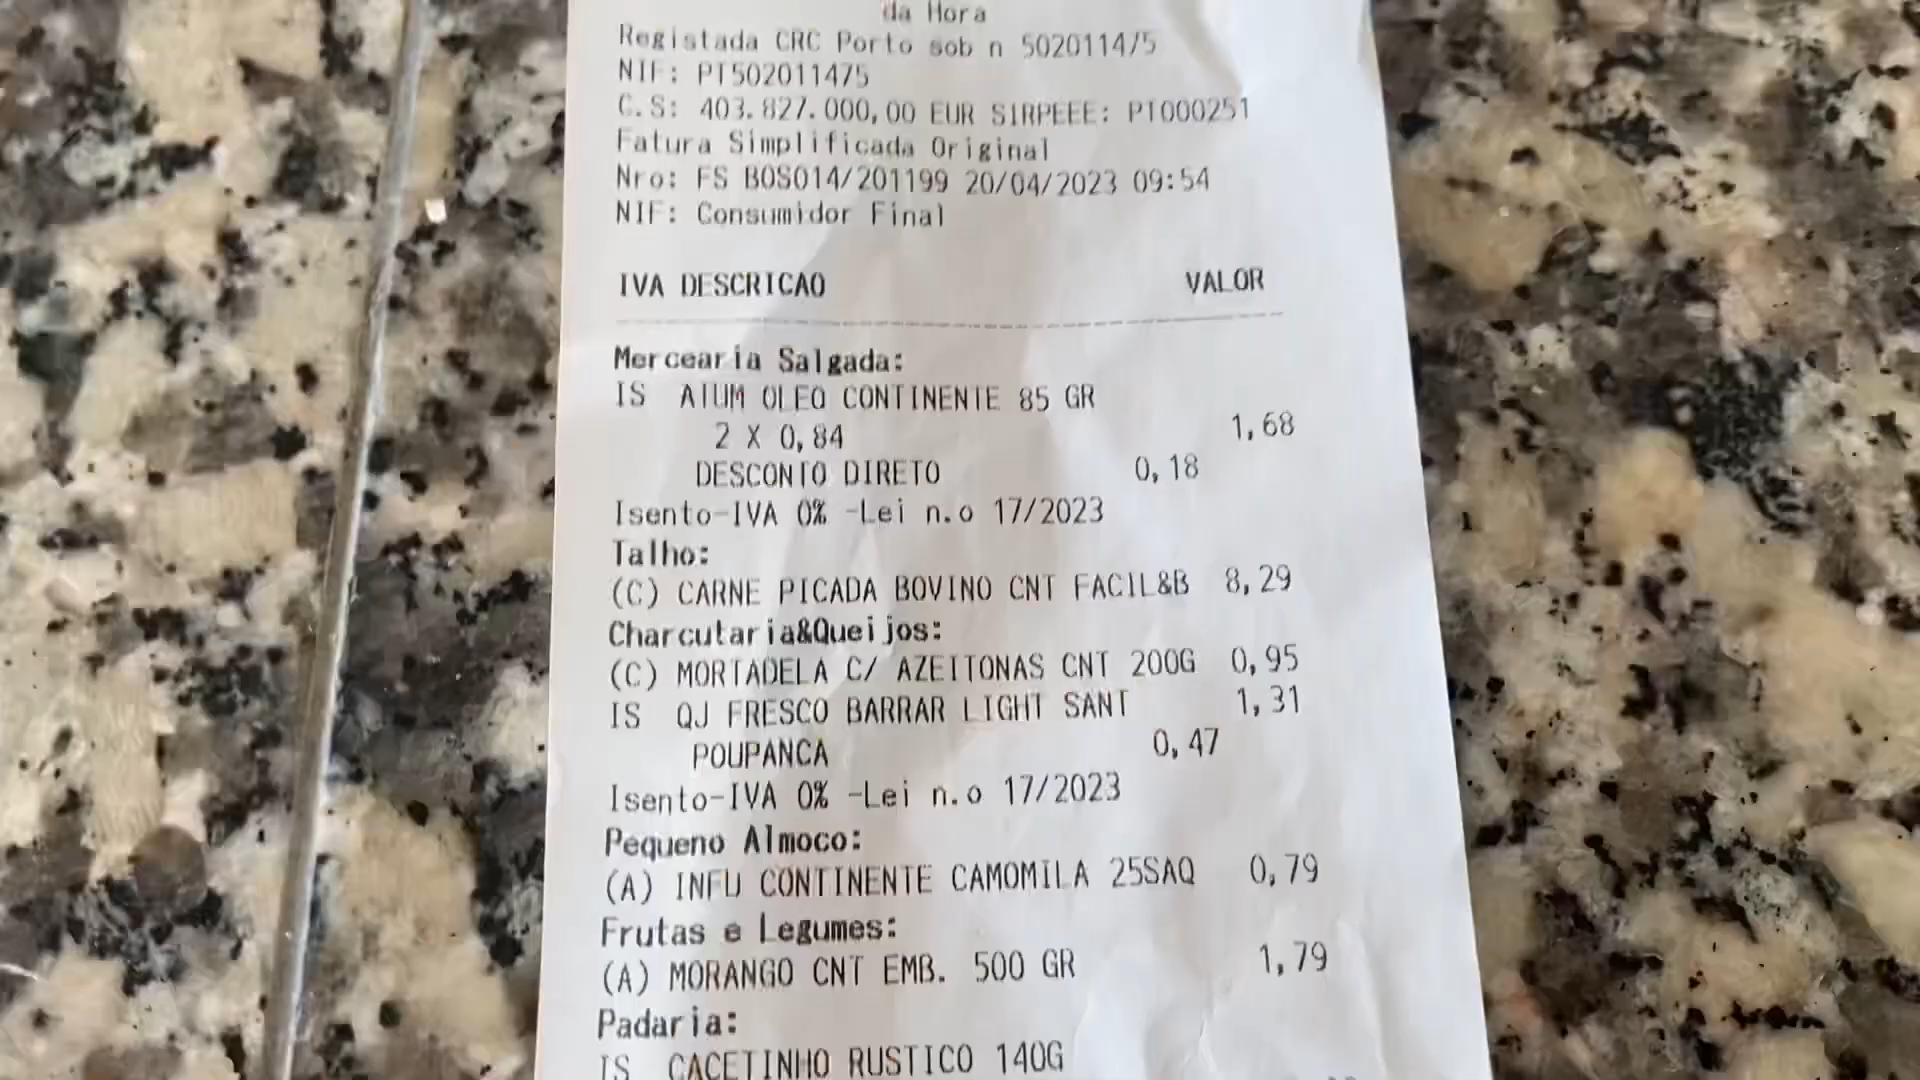 da Hora
Registada CRC Porto sob n 502011475
NIF: PT502011475
C.S: 403.827.000,00 EUR SIRPEEE: PT000251
Fatura Simplificada Original
Nro: FS BOS014/201199 20/04/2023 09:54
NIF: Consumidor Final
IVA DESCRICAO VALOR
Mercearia Salgada:
IS ATUM OLEO CONTINENTE 85 GR
2 X 0,84 1,68
DESCONTO DIRETO 0,18
Isento-IVA 0% -Lei n.o 17/2023
Talho:
(C) CARNE PICADA BOVINO CNT FACIL&B 8,29
Charcutaria&Queijos:
(C) MORTADELA C/ AZEITONAS CNT 200G 0,95
IS QJ FRESCO BARRAR LIGHT SANT 1,31
POUPANCA 0,47
Isento-IVA 0% -Lei n.o 17/2023
Pequeno Almoco:
(A) INFU CONTINENTE CAMOMILA 25SAQ 0,79
Frutas e Legumes:
(A) MORANGO CNT EMB. 500 GR 1,79
Padaria:
IS CACETINHO RUSTICO 140G